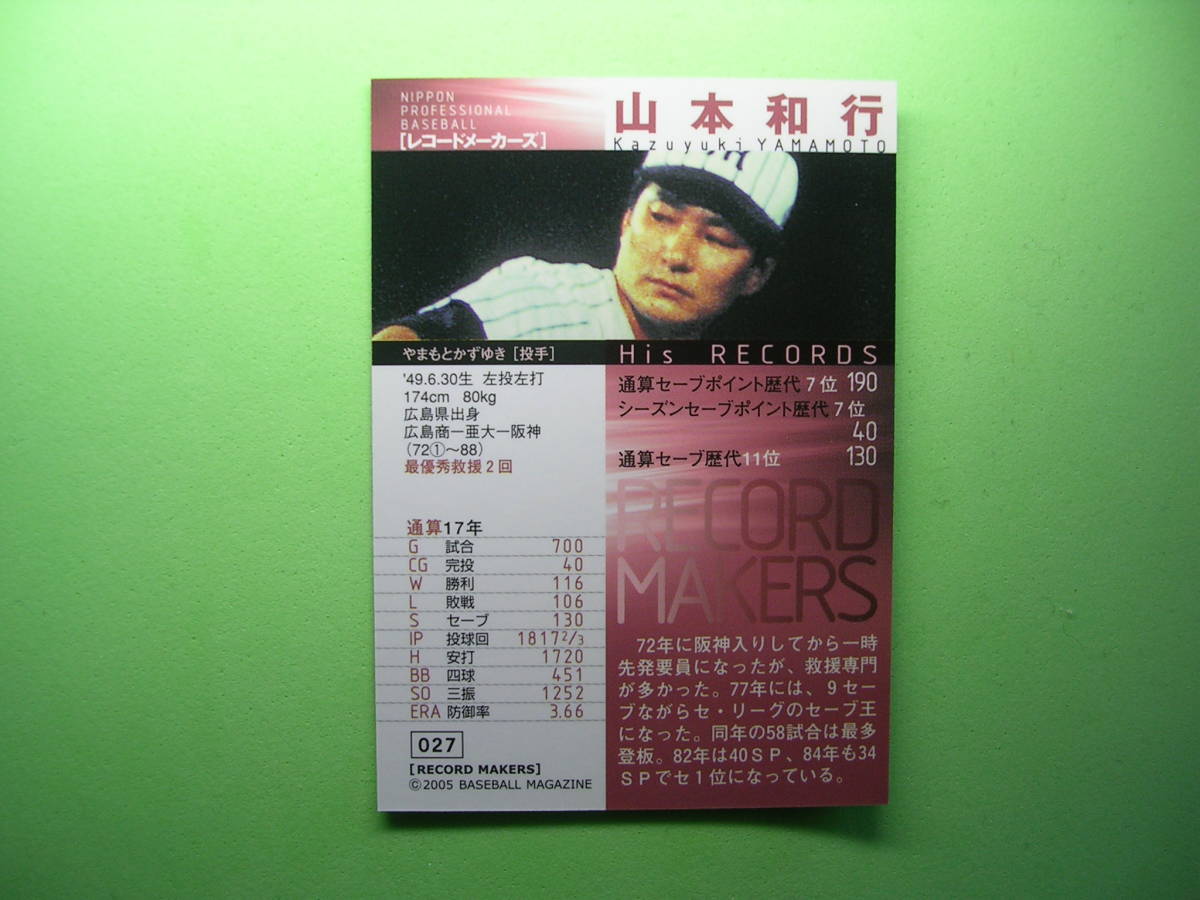 NIPPON
PROFESSIONAL
BASEBALL
[レコードメーカーズ]
山本和行
Kazuyuki YAMAMOTO
やまもとかずゆき [投手]
'49.6.30生 左投左打
174cm 80kg
広島県出身
広島商ー亜大ー阪神
(72①〜88)
最優秀救援2回
通算17年
G 試合 700
CG 完投 40
W 勝利 116
L 敗戦 106
S セーブ 130
IP 投球回 1817 2/3
H 安打 1720
BB 四球 451
SO 三振 1252
ERA 防御率 3.66
027
[RECORD MAKERS]
©2005 BASEBALL MAGAZINE
His RECORDS
通算セーブポイント歴代7位 190
シーズンセーブポイント歴代7位
40
通算セーブ歴代11位 130
RECORD
MAKERS
72年に阪神入りしてから一時
先発要員になったが、救援専門
が多かった。77年には、9セー
ブながらセ・リーグのセーブ王
になった。同年の58試合は最多
登板。82年は40SP、84年も34
SPでセ1位になっている。